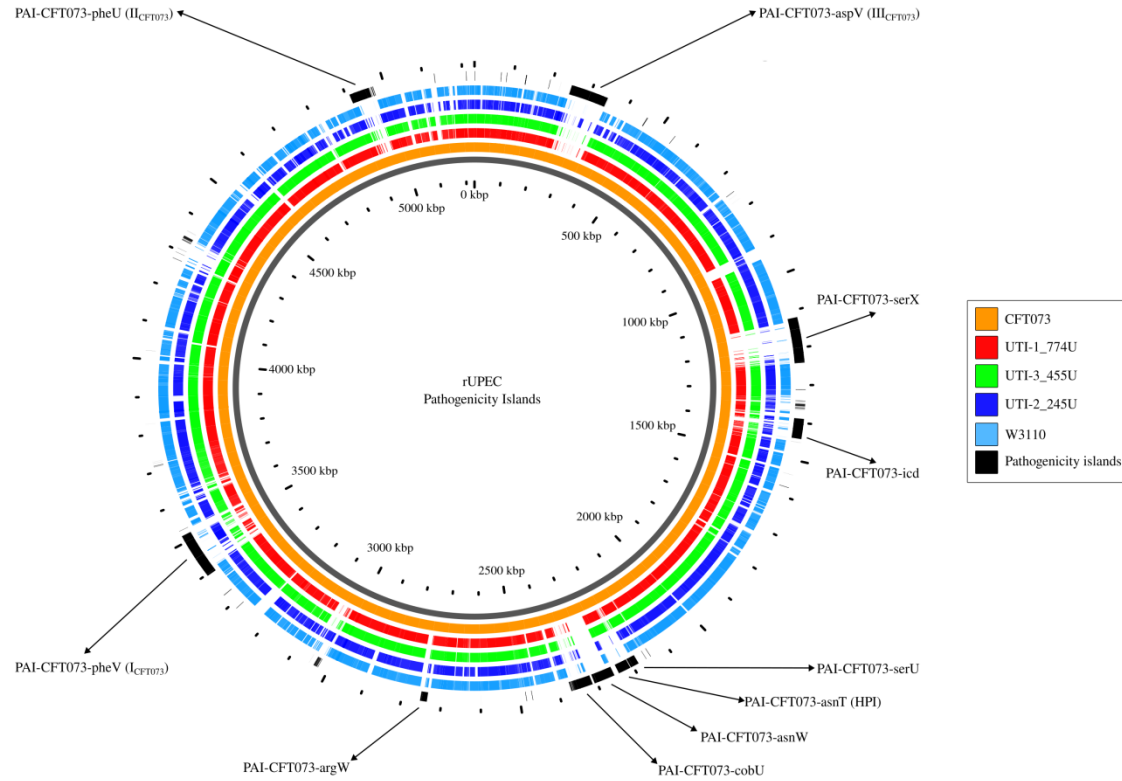 PAI-CFT073-pheU (II_CFT073)
PAI-CFT073-aspV (III_CFT073)
0 kbp
5000 kbp
500 kbp
4500 kbp
1000 kbp
PAI-CFT073-serX
CFT073
UTI-1_774U
UTI-3_455U
UTI-2_245U
W3110
Pathogenicity islands
4000 kbp
rUPEC
Pathogenicity Islands
1500 kbp
PAI-CFT073-icd
3500 kbp
2000 kbp
3000 kbp
2500 kbp
PAI-CFT073-pheV (I_CFT073)
PAI-CFT073-serU
PAI-CFT073-asnT (HPI)
PAI-CFT073-asnW
PAI-CFT073-argW
PAI-CFT073-cobU